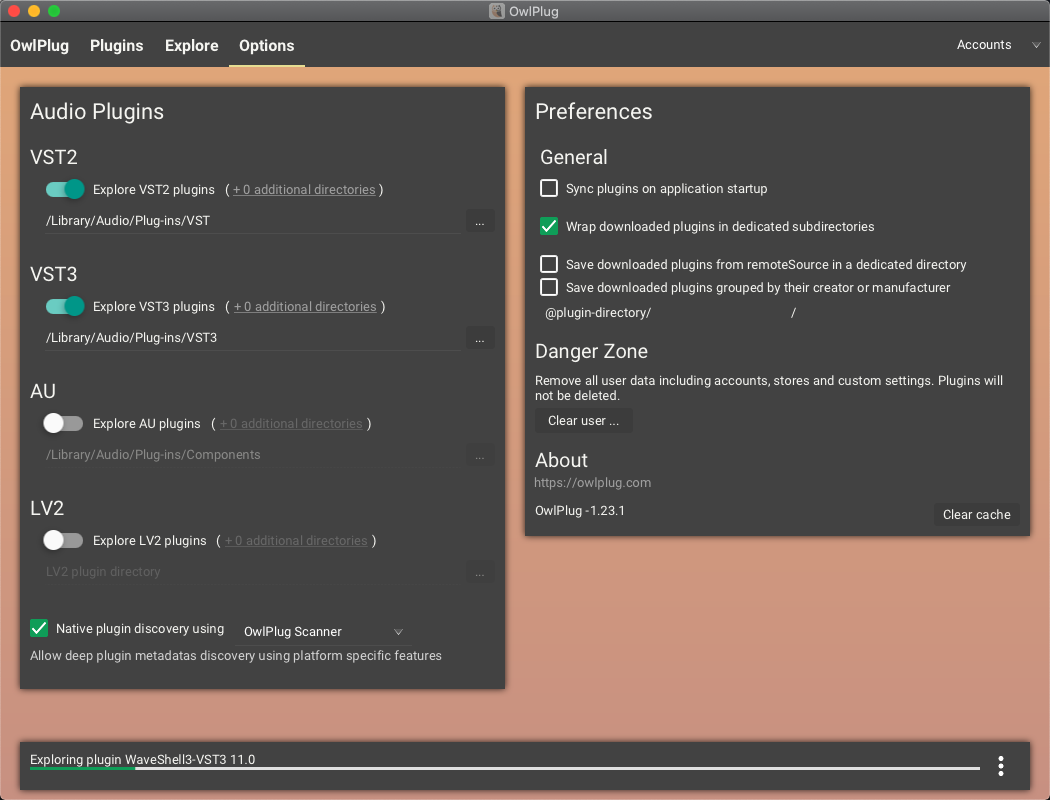 OwlPlug
OwlPlug Plugins Explore Options Accounts
Audio Plugins
VST2
Explore VST2 plugins ( + 0 additional directories )
/Library/Audio/Plug-ins/VST ...
VST3
Explore VST3 plugins ( + 0 additional directories )
/Library/Audio/Plug-ins/VST3 ...
AU
Explore AU plugins ( + 0 additional directories )
/Library/Audio/Plug-ins/Components ...
LV2
Explore LV2 plugins ( + 0 additional directories )
LV2 plugin directory ...
Native plugin discovery using OwlPlug Scanner
Allow deep plugin metadatas discovery using platform specific features
Preferences
General
Sync plugins on application startup
Wrap downloaded plugins in dedicated subdirectories
Save downloaded plugins from remoteSource in a dedicated directory
Save downloaded plugins grouped by their creator or manufacturer
@plugin-directory/ /
Danger Zone
Remove all user data including accounts, stores and custom settings. Plugins will
not be deleted.
Clear user ...
About
https://owlplug.com
OwlPlug -1.23.1
Clear cache
Exploring plugin WaveShell3-VST3 11.0